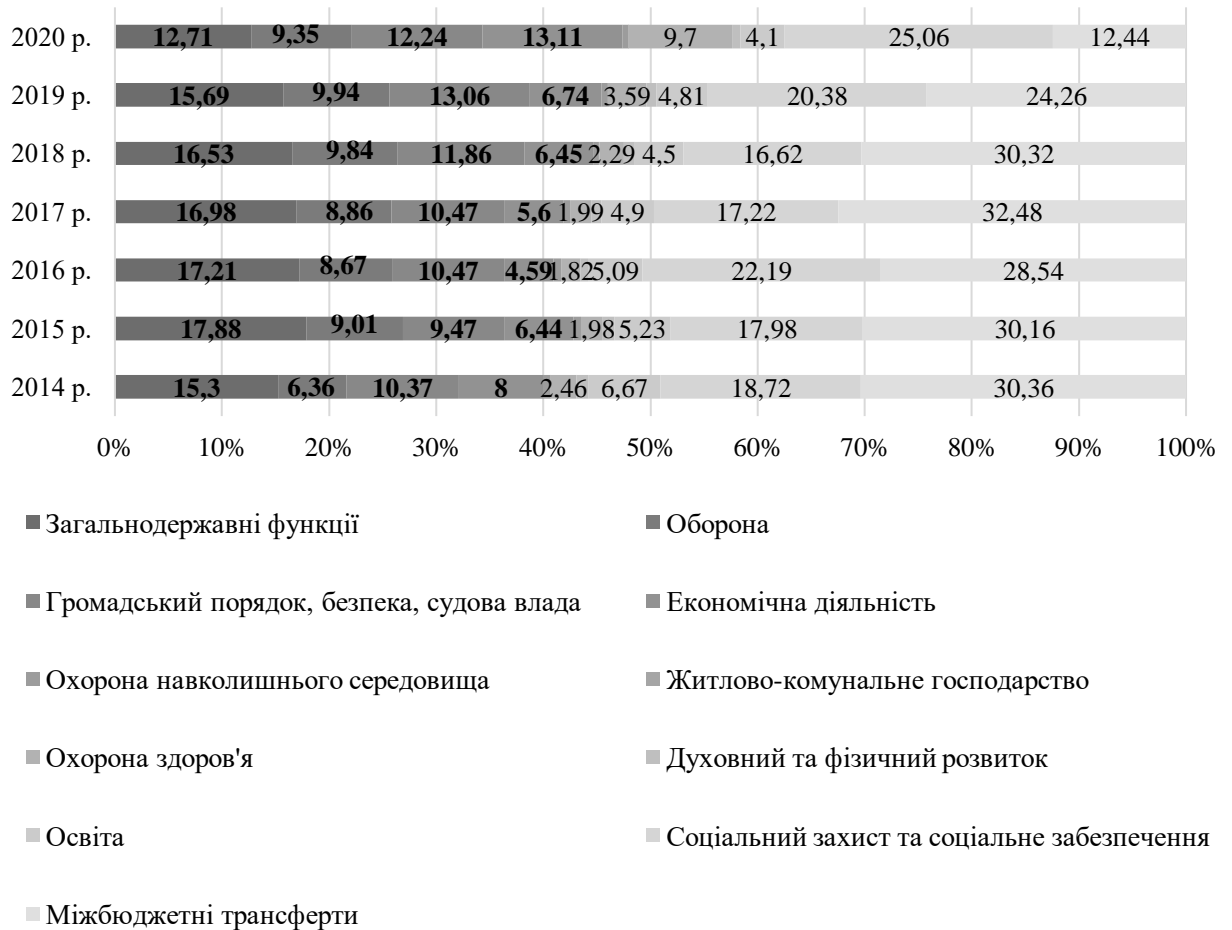 2020 р. 12,71 9,35 12,24 13,11 9,7 4,1 25,06 12,44
2019 р. 15,69 9,94 13,06 6,74 3,59 4,81 20,38 24,26
2018 р. 16,53 9,84 11,86 6,45 2,29 4,5 16,62 30,32
2017 р. 16,98 8,86 10,47 5,6 1,99 4,9 17,22 32,48
2016 р. 17,21 8,67 10,47 4,59 1,82 5,09 22,19 28,54
2015 р. 17,88 9,01 9,47 6,44 1,98 5,23 17,98 30,16
2014 р. 15,3 6,36 10,37 8 2,46 6,67 18,72 30,36
0% 10% 20% 30% 40% 50% 60% 70% 80% 90% 100%
Загальнодержавні функції Оборона
Громадський порядок, безпека, судова влада Економічна діяльність
Охорона навколишнього середовища Житлово-комунальне господарство
Охорона здоров'я Духовний та фізичний розвиток
Освіта Соціальний захист та соціальне забезпечення
Міжбюджетні трансферти